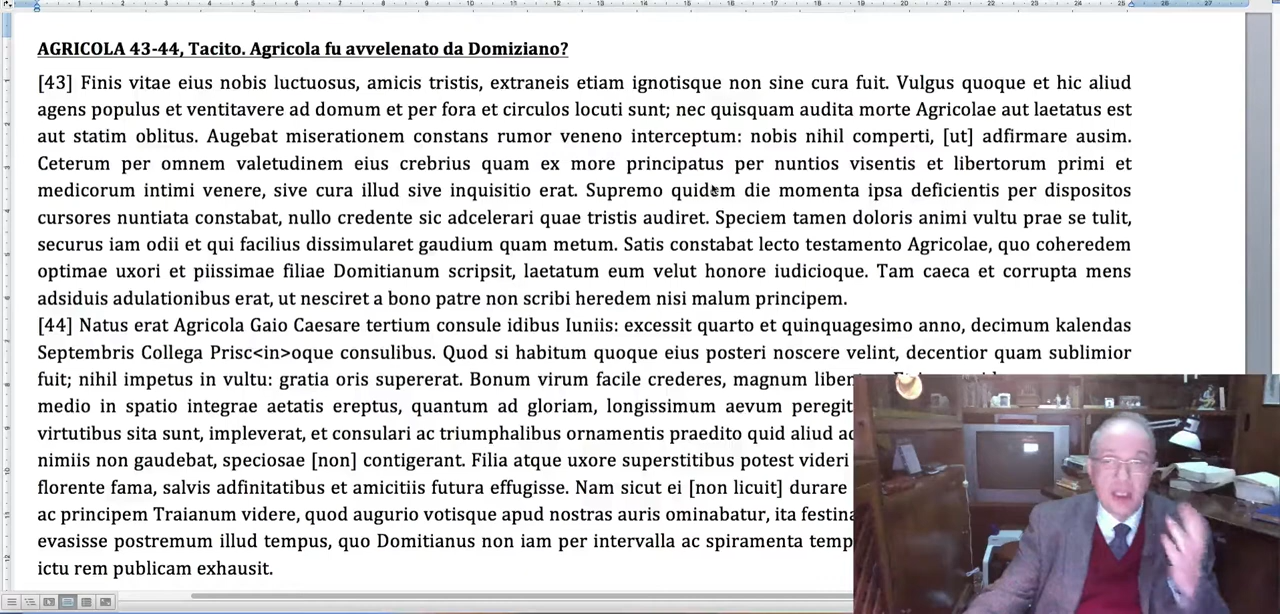 AGRICOLA 43-44, Tacito. Agricola fu avvelenato da Domiziano?
[43] Finis vitae eius nobis luctuosus, amicis tristis, extraneis etiam ignotisque non sine cura fuit. Vulgus quoque et hic aliud
agens populus et ventitavere ad domum et per fora et circulos locuti sunt; nec quisquam audita morte Agricolae aut laetatus est
aut statim oblitus. Augebat miserationem constans rumor veneno interceptum: nobis nihil comperti, [ut] adfirmare ausim.
Ceterum per omnem valetudinem eius crebrius quam ex more principatus per nuntios visentis et libertorum primi et
medicorum intimi venere, sive cura illud sive inquisitio erat. Supremo quidem die momenta ipsa deficientis per dispositos
cursores nuntiata constabat, nullo credente sic adcelerari quae tristis audiret. Speciem tamen doloris animi vultu prae se tulit,
securus iam odii et qui facilius dissimularet gaudium quam metum. Satis constabat lecto testamento Agricolae, quo coheredem
optimae uxori et piissimae filiae Domitianum scripsit, laetatum eum velut honore iudicioque. Tam caeca et corrupta mens
adsiduis adulationibus erat, ut nesciret a bono patre non scribi heredem nisi malum principem.
[44] Natus erat Agricola Gaio Caesare tertium consule idibus Iuniis: excessit quarto et quinquagesimo anno, decimum kalendas
Septembris Collega Prisc<in>oque consulibus. Quod si habitum quoque eius posteri noscere velint, decentior quam sublimior
fuit; nihil impetus in vultu: gratia oris supererat. Bonum virum facile crederes, magnum
medio in spatio integrae aetatis ereptus, quantum ad gloriam, longissimum aevum
virtutibus sita sunt, impleverat, et consulari ac triumphalibus ornamentis praedito quid aliud
nimiis non gaudebat, speciosae [non] contigerant. Filia atque uxore superstitibus potest videri
florente fama, salvis adfinitatibus et amicitiis futura effugisse. Nam sicut ei [non licuit] durare
ac principem Traianum videre, quod augurio votisque apud nostras auris ominabatur, ita
evasisse postremum illud tempus, quo Domitianus non iam per intervalla ac spiramenta
ictu rem publicam exhausit.